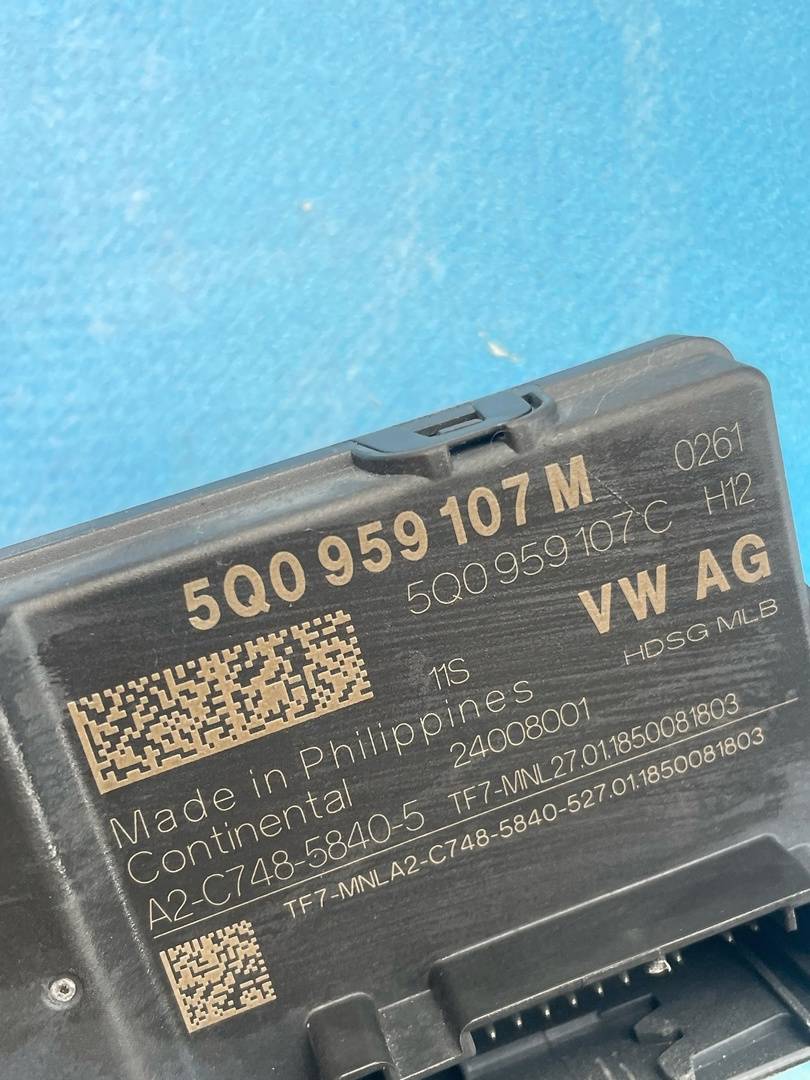 5Q0 959 107 M 0261
5Q0 959 107 C H12
VW AG
11S HDSG MLB
Made in Philippines
Continental 24008001
A2-C748-5840-5 TF7-MNL27.01.1850081803
TF7-MNLA2-C748-5840-527.01.1850081803